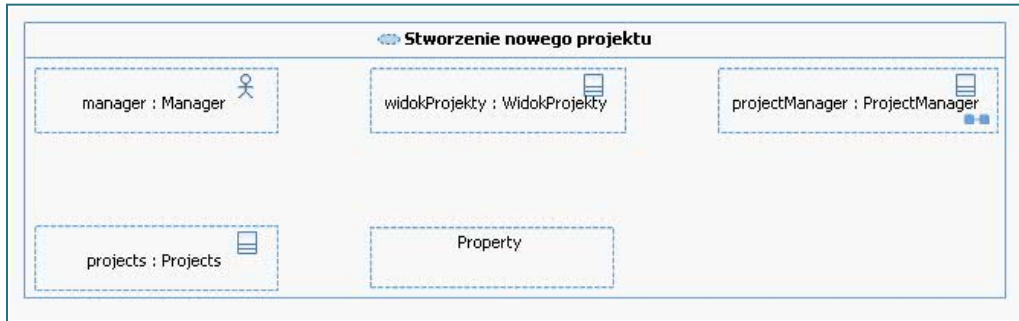 Stworzenie nowego projektu
manager : Manager
widokProjekty : WidokProjekty
projectManager : ProjectManager
projects : Projects
Property